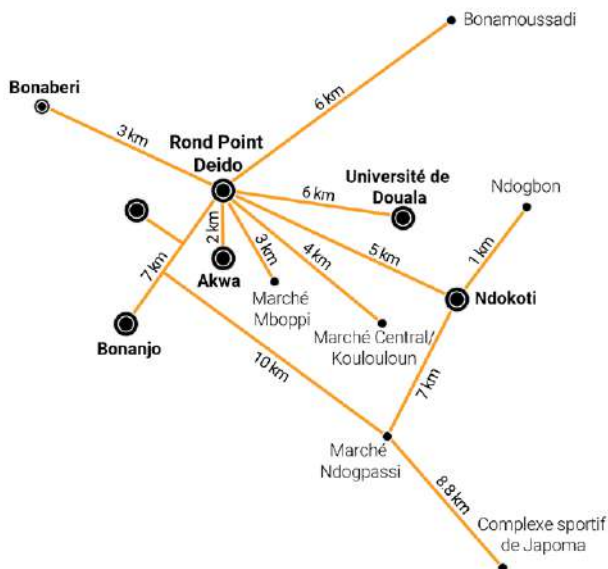 Bonamoussadi
Bonaberi
6 km
3 km
Rond Point
Deido
Université de
Douala
6 km
Ndogbon
2 km
3 km
4 km
5 km
1 km
7 km
Akwa
Marché
Mboppi
Ndokoti
Marché Central/
Koulouloun
Bonanjo
10 km
7 km
Marché
Ndogpassi
8.8 km
Complexe sportif
de Japoma